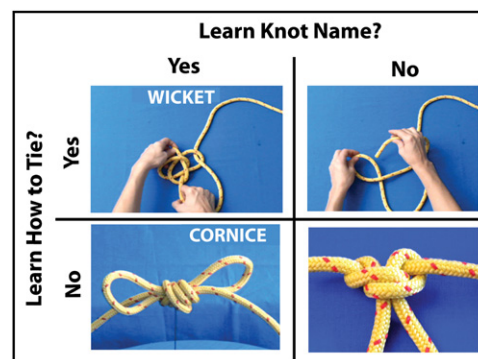 Learn Knot Name?
Yes
No
Learn How to Tie?
Yes
WICKET
No
CORNICE